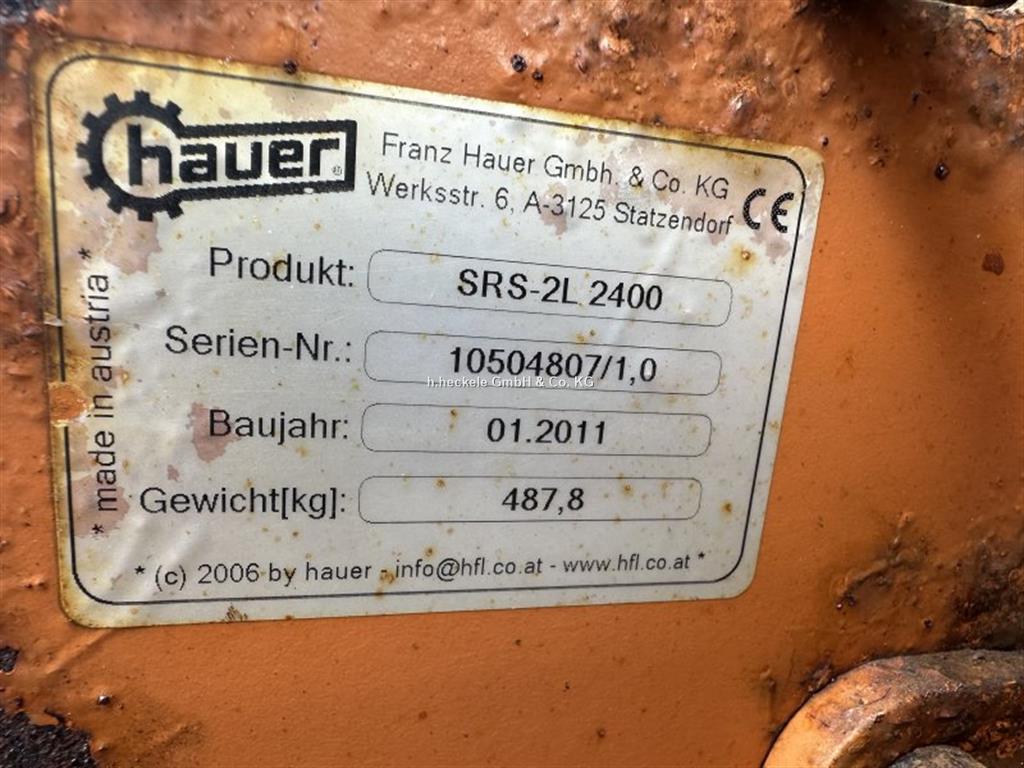 hauer®
Franz Hauer Gmbh. & Co. KG
Werksstr. 6, A-3125 Statzendorf
CE
Produkt: SRS-2L 2400
Serien-Nr.: 10504807/1,0
h.heckele GmbH & Co. KG
Baujahr: 01.2011
Gewicht[kg]: 487,8
* made in austria *
* (c) 2006 by hauer - info@hfl.co.at - www.hfl.co.at *